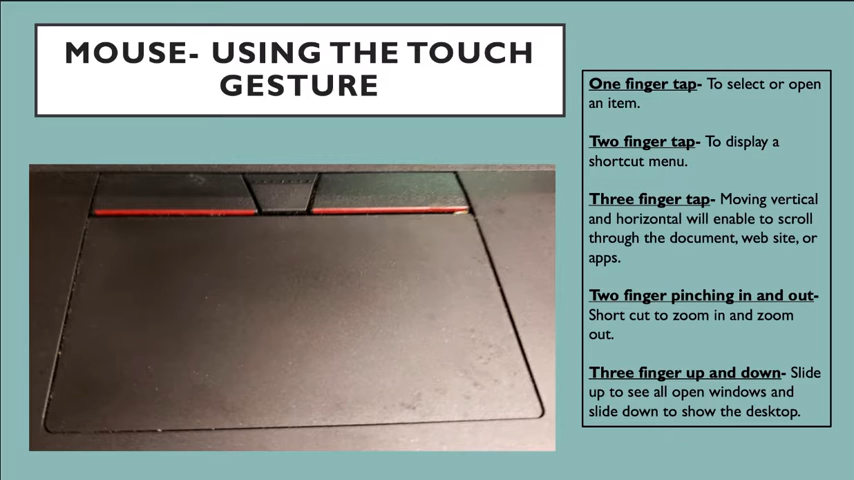 MOUSE- USING THE TOUCH
GESTURE
One finger tap- To select or open
an item.
Two finger tap- To display a
shortcut menu.
Three finger tap- Moving vertical
and horizontal will enable to scroll
through the document, web site, or
apps.
Two finger pinching in and out-
Short cut to zoom in and zoom
out.
Three finger up and down- Slide
up to see all open windows and
slide down to show the desktop.